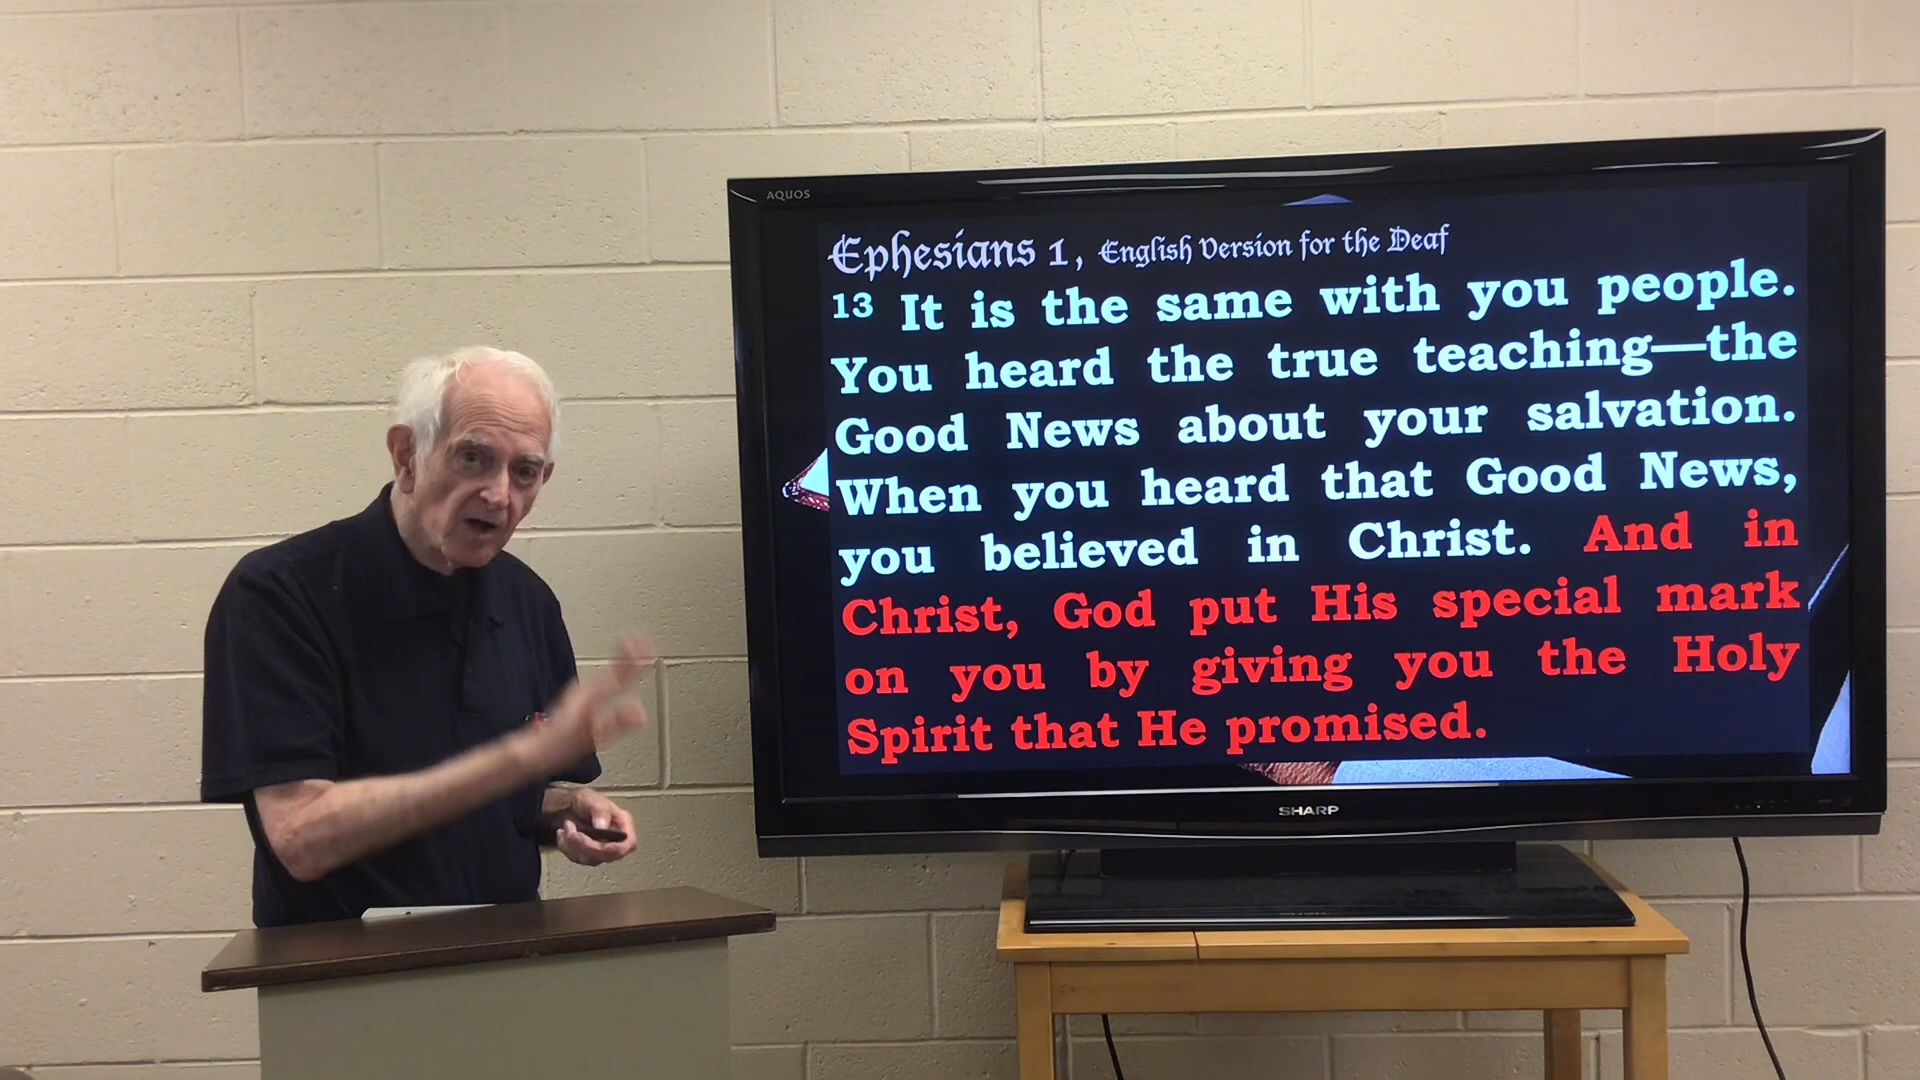 AQUOS
Ephesians 1, English Version for the Deaf
13 It is the same with you people.
You heard the true teaching—the
Good News about your salvation.
When you heard that Good News,
you believed in Christ. And in
Christ, God put His special mark
on you by giving you the Holy
Spirit that He promised.
SHARP